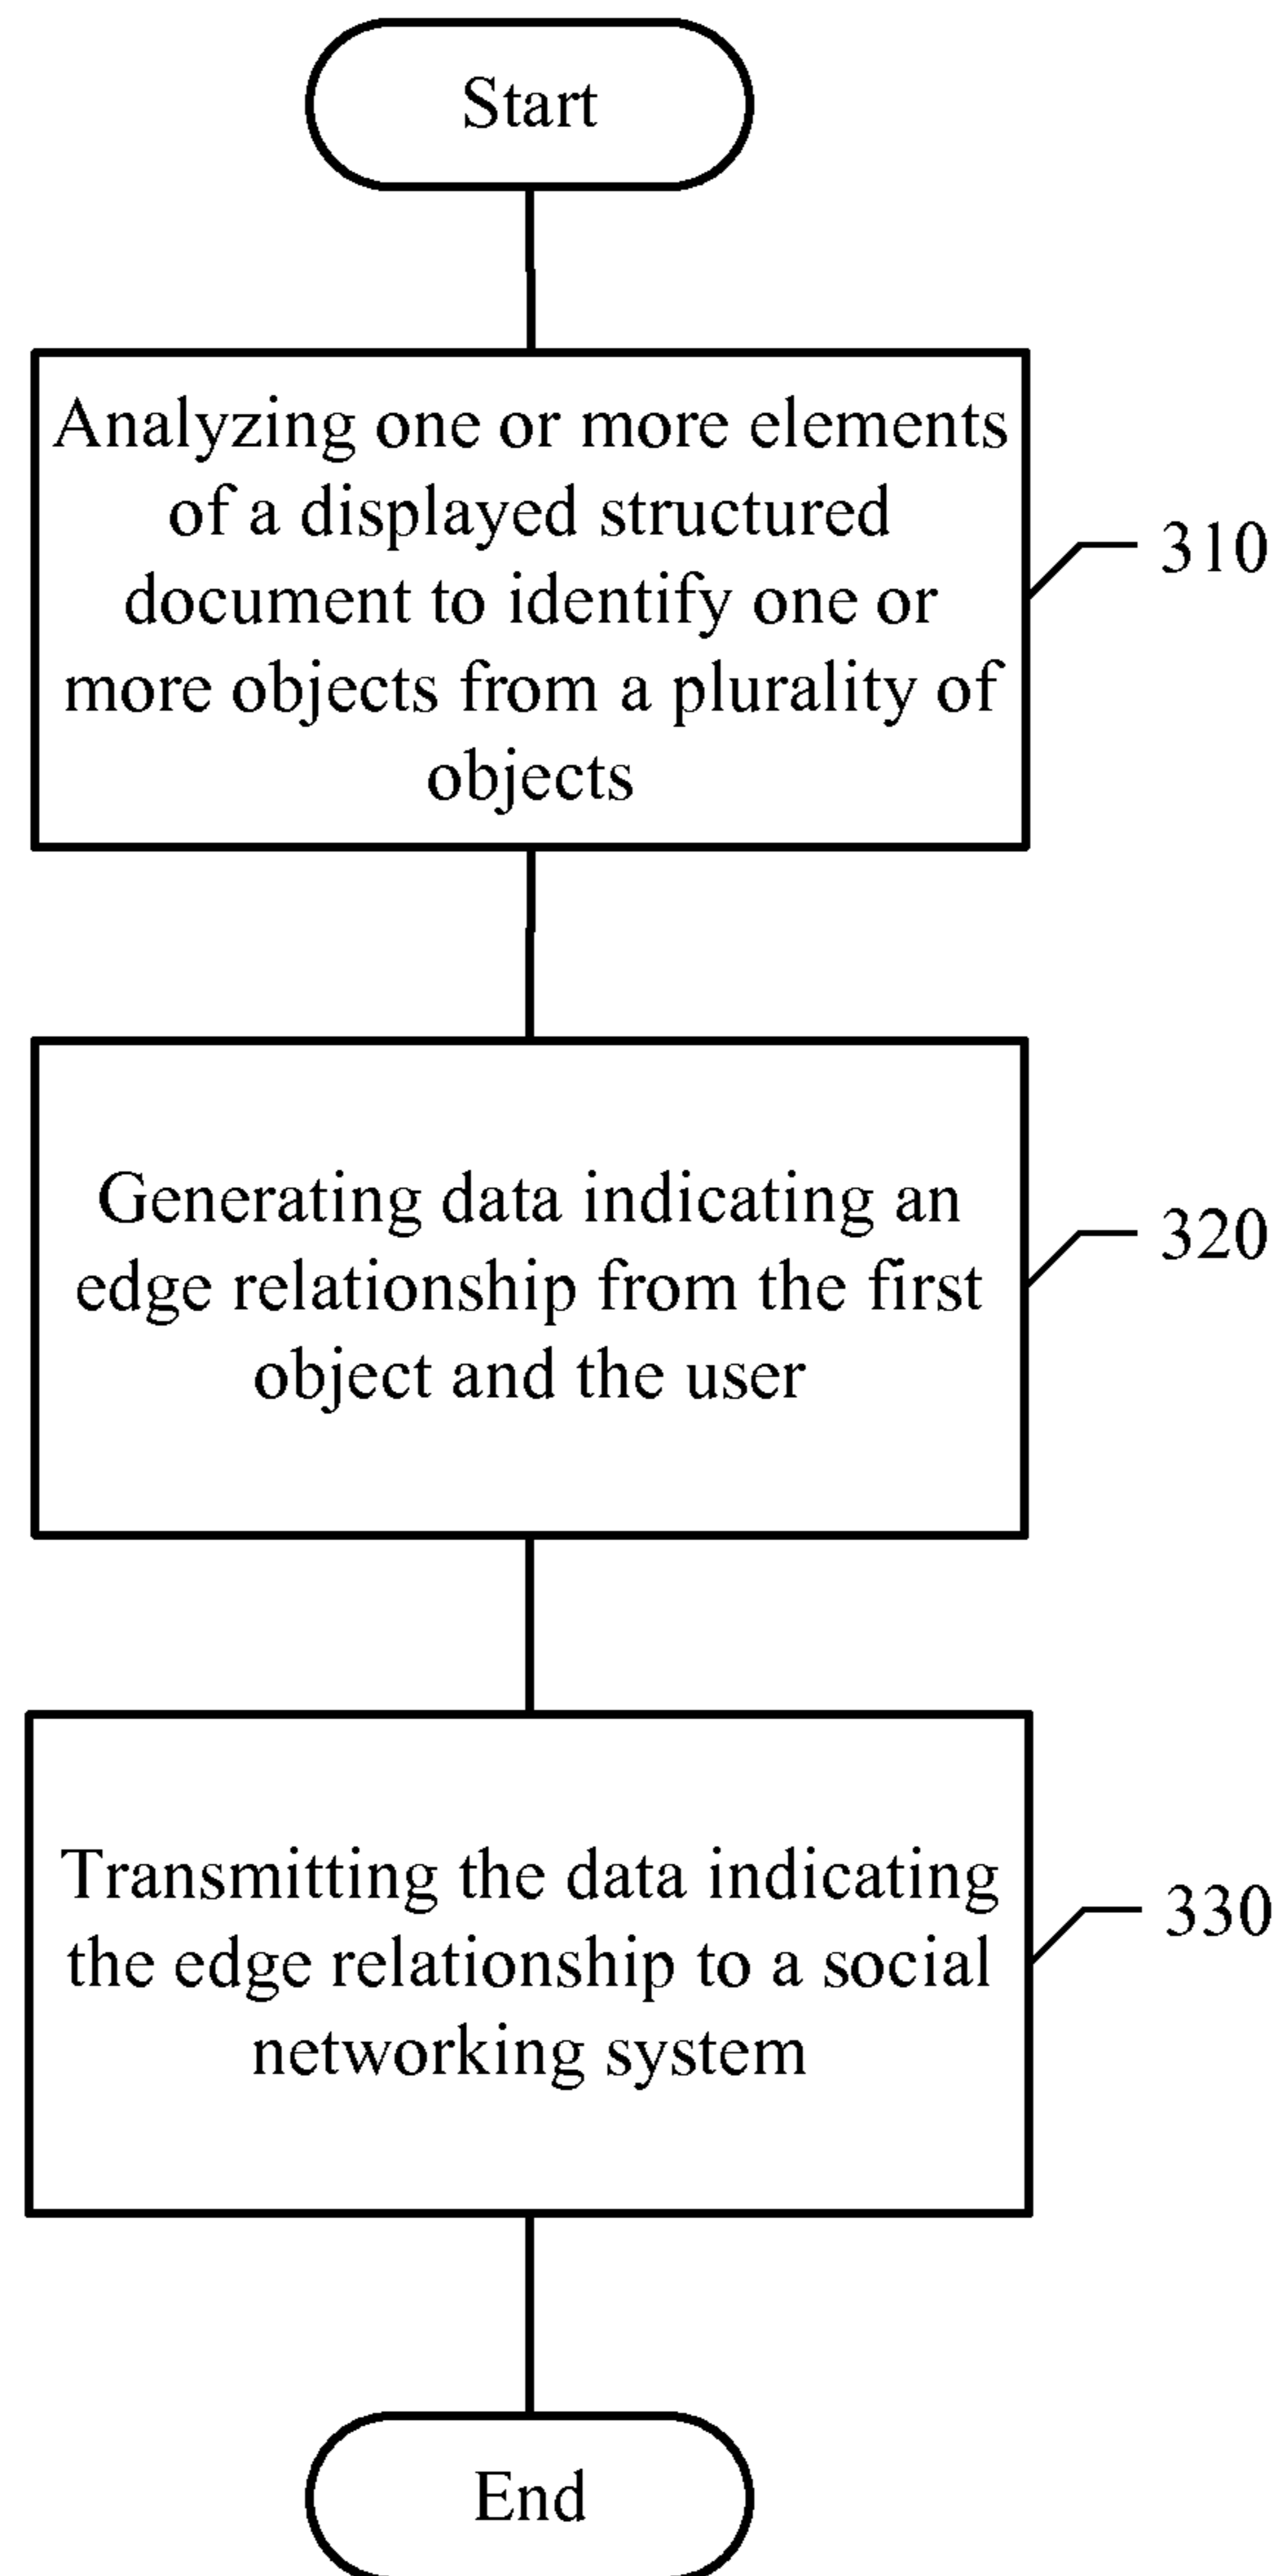 Start
Analyzing one or more elements
of a displayed structured
document to identify one or
more objects from a plurality of
objects
310
Generating data indicating an
edge relationship from the first
object and the user
320
Transmitting the data indicating
the edge relationship to a social
networking system
330
End